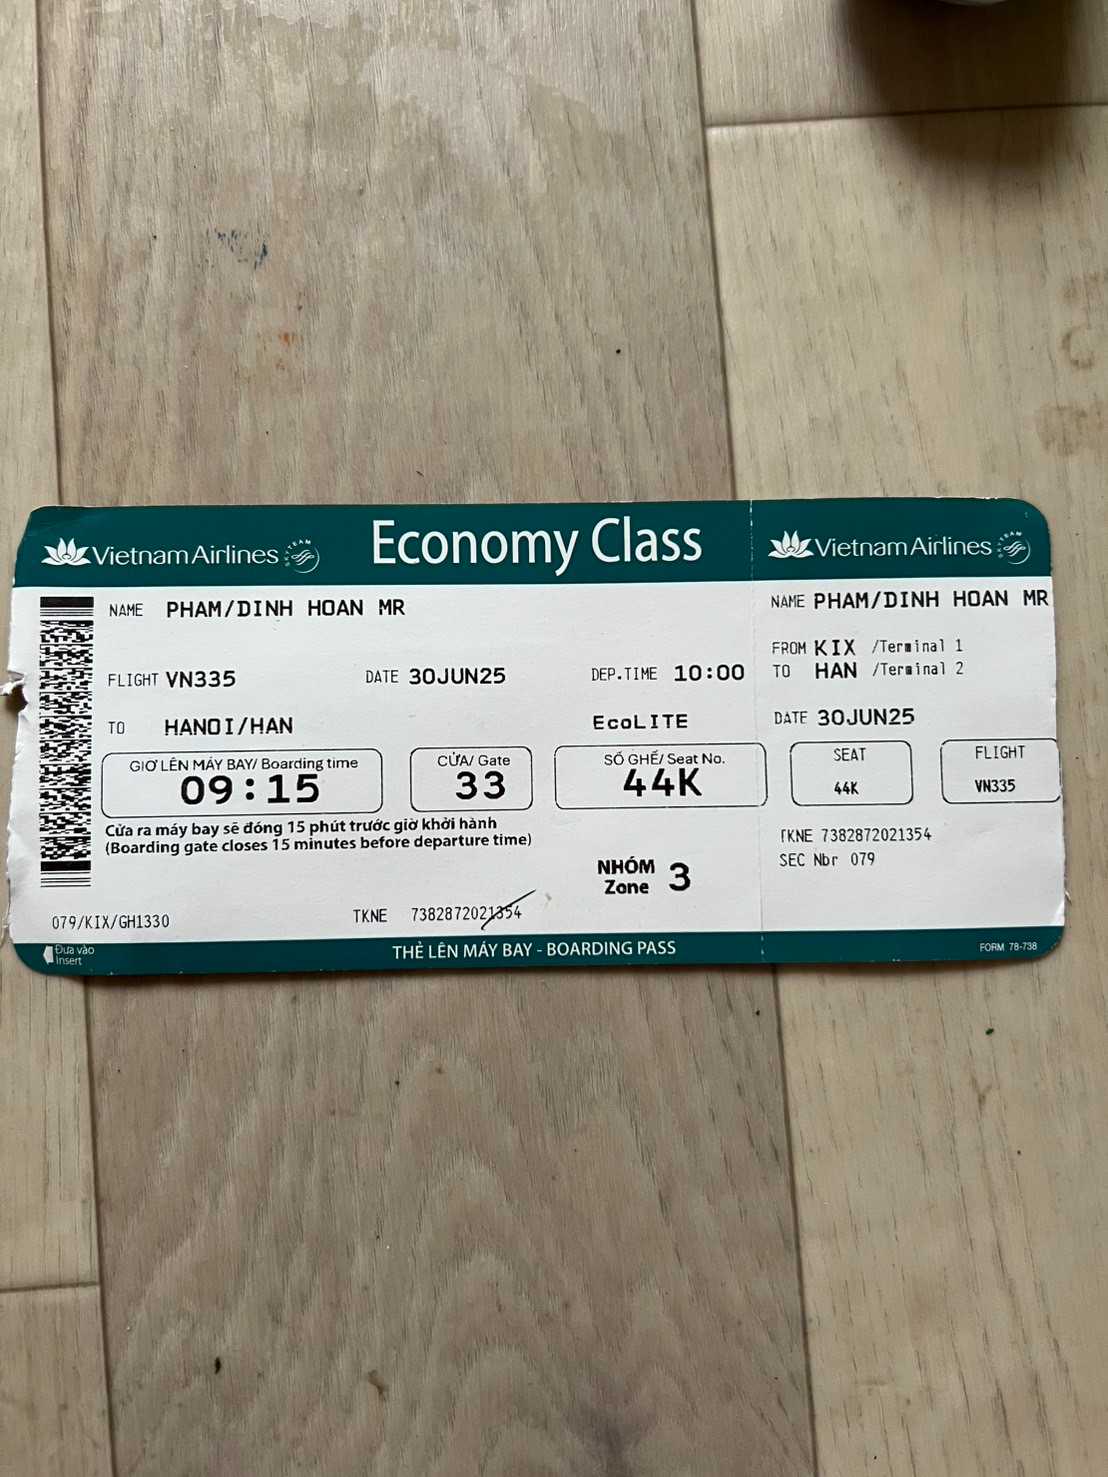 Vietnam Airlines SKYTEAM Economy Class Vietnam Airlines SKYTEAM
NAME PHAM/DINH HOAN MR
FLIGHT VN335 DATE 30JUN25 DEP.TIME 10:00
TO HANOI/HAN EcoLITE
GIỜ LÊN MÁY BAY/ Boarding time
09:15
CỬA/ Gate
33
SỐ GHẾ/ Seat No.
44K
Cửa ra máy bay sẽ đóng 15 phút trước giờ khởi hành
(Boarding gate closes 15 minutes before departure time)
NHÓM
Zone 3
079/KIX/GH1330 TKNE 7382872021354
Đưa vào
Insert
THẺ LÊN MÁY BAY - BOARDING PASS
NAME PHAM/DINH HOAN MR
FROM KIX /Terminal 1
TO HAN /Terminal 2
DATE 30JUN25
SEAT
44K
FLIGHT
VN335
TKNE 7382872021354
SEC Nbr 079
FORM 78-738